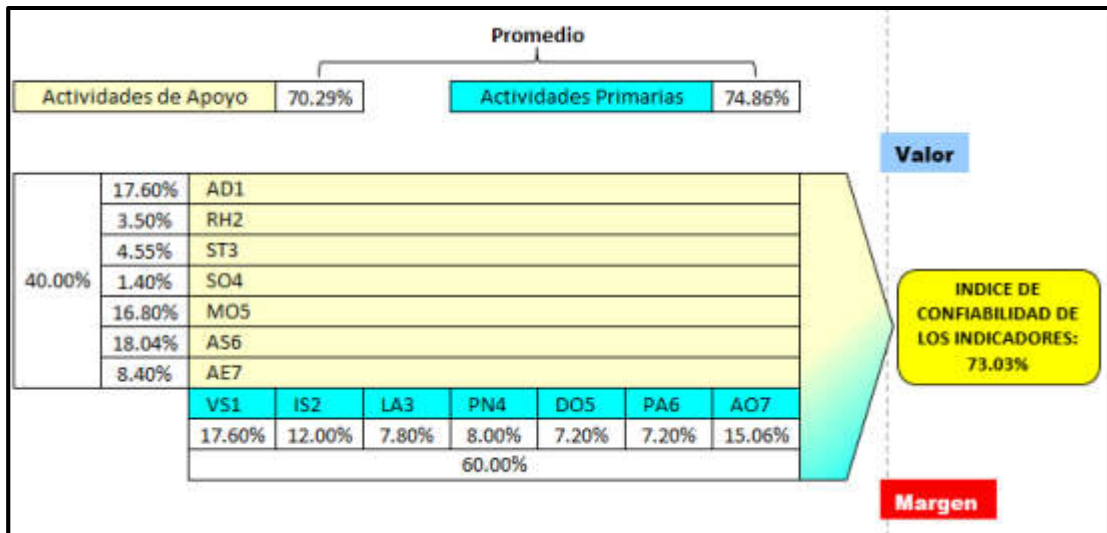 Promedio
Actividades de Apoyo 70.29% Actividades Primarias 74.86%
Valor
17.60% AD1
3.50% RH2
4.55% ST3
40.00% 1.40% SO4
16.80% MO5
18.04% AS6
8.40% AE7
INDICE DE
CONFIABILIDAD DE
LOS INDICADORES:
73.03%
VS1 IS2 LA3 PN4 DO5 PA6 AO7
17.60% 12.00% 7.80% 8.00% 7.20% 7.20% 15.06%
60.00%
Margen